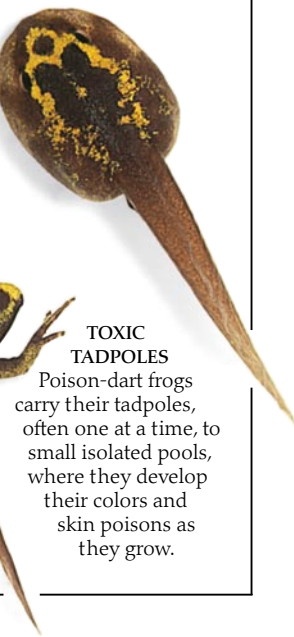 TOXIC
TADPOLES
Poison-dart frogs
carry their tadpoles,
often one at a time, to
small isolated pools,
where they develop
their colors and
skin poisons as
they grow.